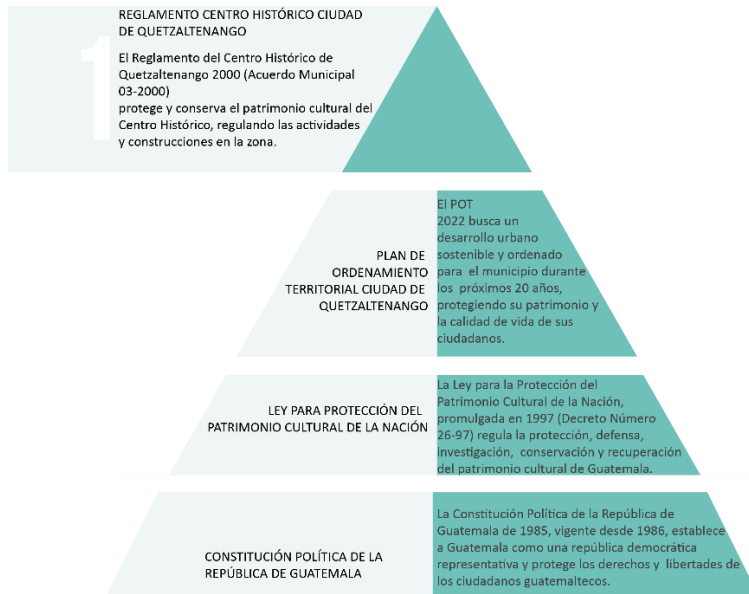 REGLAMENTO CENTRO HISTÓRICO CIUDAD
DE QUETZALTENANGO
1
El Reglamento del Centro Histórico de
Quetzaltenango 2000 (Acuerdo Municipal
03-2000)
protege y conserva el patrimonio cultural del
Centro Histórico, regulando las actividades
y construcciones en la zona.
PLAN DE
ORDENAMIENTO
TERRITORIAL CIUDAD DE
QUETZALTENANGO
El POT
2022 busca un
desarrollo urbano
sostenible y ordenado
para el municipio durante
los próximos 20 años,
protegiendo su patrimonio y
la calidad de vida de sus
ciudadanos.
LEY PARA PROTECCIÓN DEL
PATRIMONIO CULTURAL DE LA NACIÓN
La Ley para la Protección del
Patrimonio Cultural de la Nación,
promulgada en 1997 (Decreto Número
26-97) regula la protección, defensa,
investigación, conservación y recuperación
del patrimonio cultural de Guatemala.
CONSTITUCIÓN POLÍTICA DE LA
REPÚBLICA DE GUATEMALA
La Constitución Política de la República de
Guatemala de 1985, vigente desde 1986, establece
a Guatemala como una república democrática
representativa y protege los derechos y libertades de
los ciudadanos guatemaltecos.